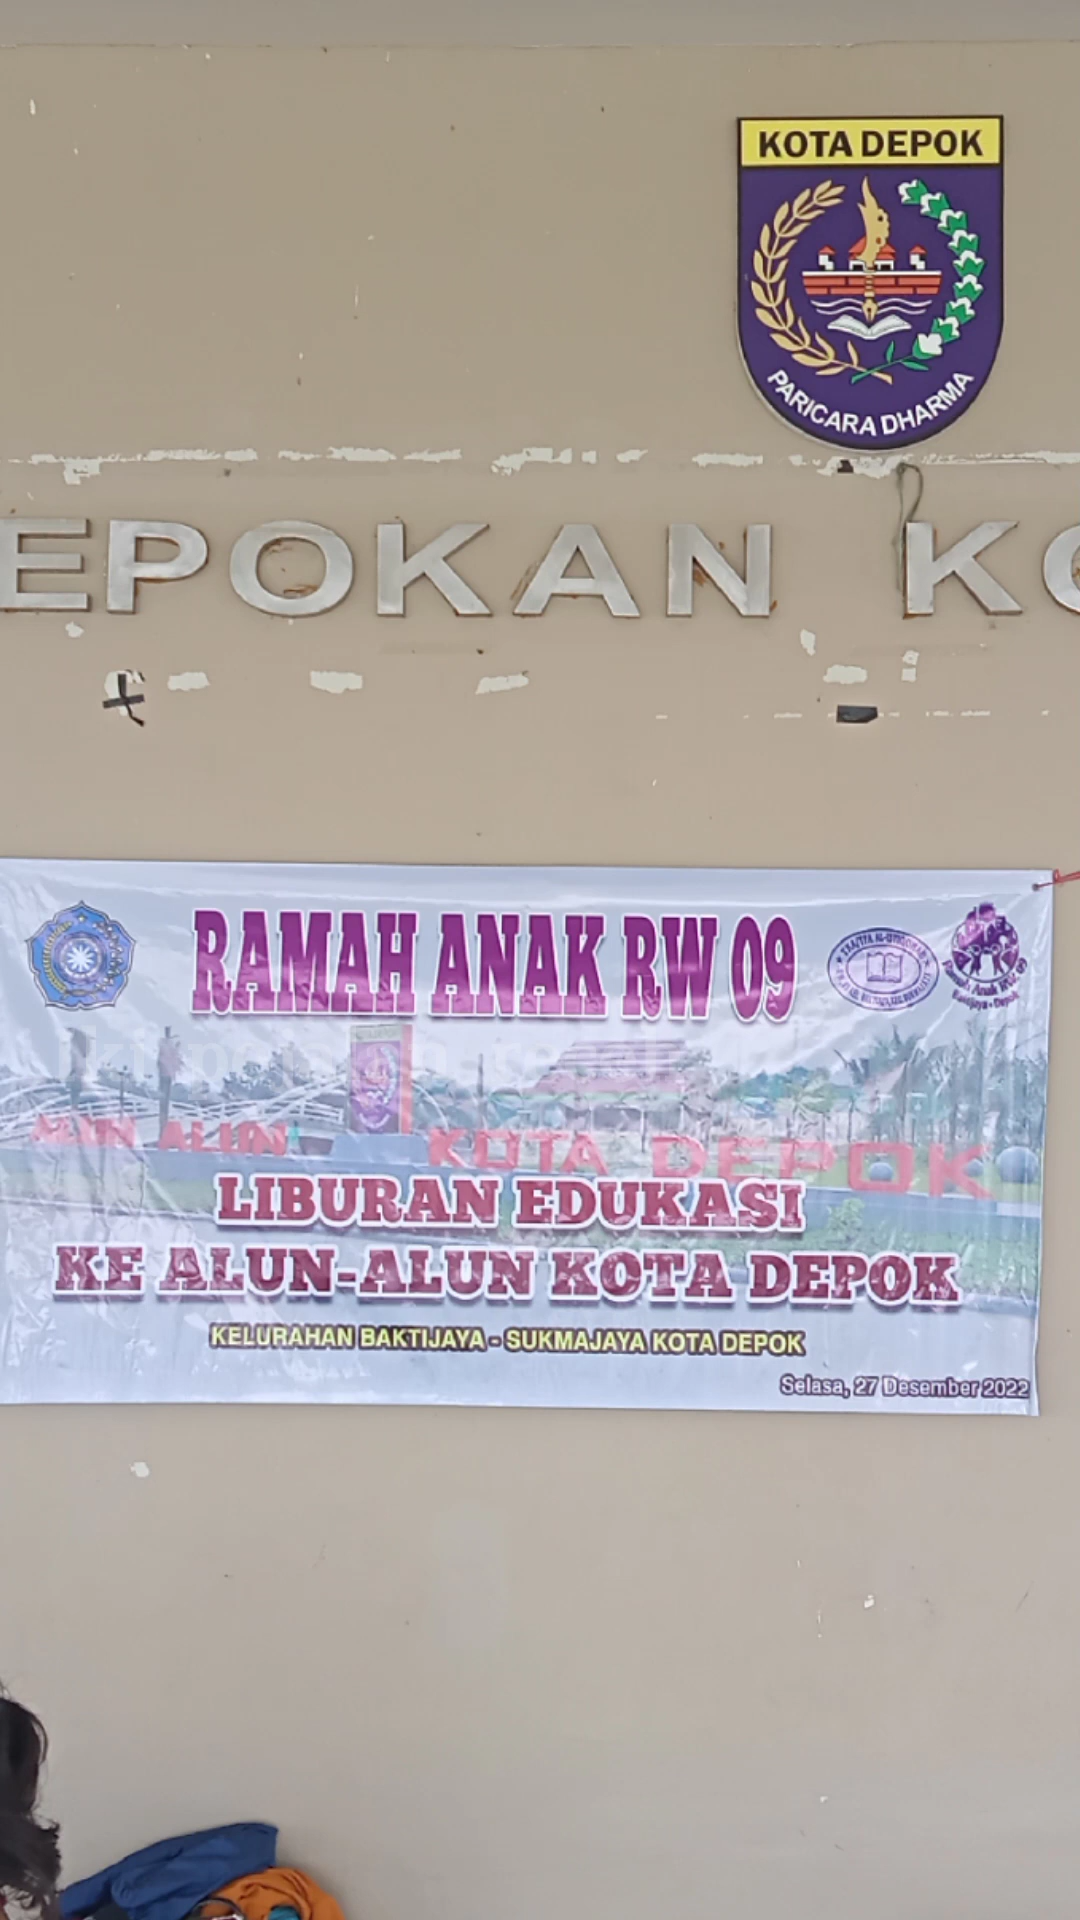 KOTA DEPOK
PARICARA DHARMA
EPOKAN KO
RAMAH ANAK RW 09
ALUN ALUN KOTA DEPOK
LIBURAN EDUKASI
KE ALUN-ALUN KOTA DEPOK
KELURAHAN BAKTIJAYA - SUKMAJAYA KOTA DEPOK
Selasa, 27 Desember 2022